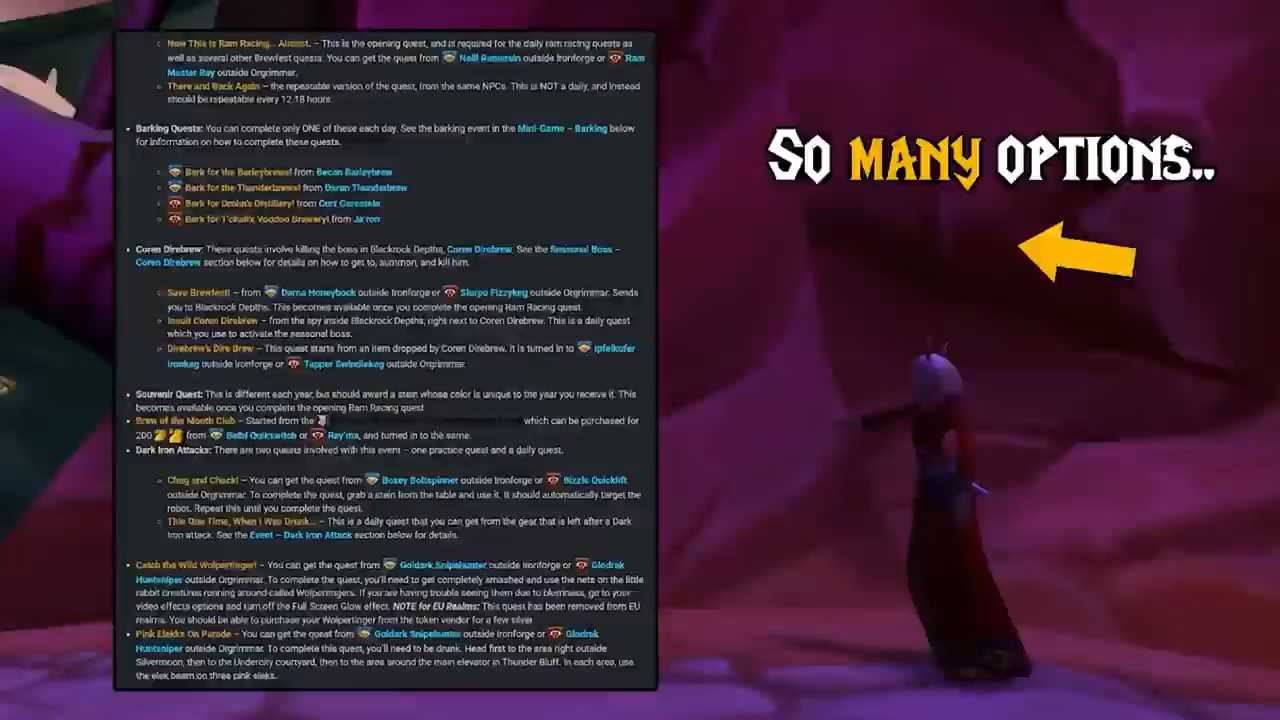 Now This is Ram Racing... Almost. – This is the opening quest, and is required for the daily ram racing quests as
well as several other Brewfest quests. You can get the quest from Neill Ramstein outside Ironforge or Ram
Master Ray outside Orgrimmar.
There and Back Again – the repeatable version of the quest, from the same NPCs. This is NOT a daily, and instead
should be repeatable every 12-18 hours.
Barking Quests: You can complete only ONE of these each day. See the barking event in the Mini-Game – Barking below
for information on how to complete these quests.
Bark for the Barleybrews! from Becan Barleybrew
Bark for the Thunderbrews! from Daran Thunderbrew
Bark for Drohn's Distillery! from Cort Gorestein
Bark for T'chali's Voodoo Brewery! from Ja'ron
Coren Direbrew: These quests involve killing the boss in Blackrock Depths, Coren Direbrew. See the Seasonal Boss –
Coren Direbrew section below for details on how to get to, summon, and kill him.
Save Brewfest! – from Darna Honeybock outside Ironforge or Slurpo Fizzykeg outside Orgrimmar. Sends
you to Blackrock Depths. This becomes available once you complete the opening Ram Racing quest.
Insult Coren Direbrew – from the spy inside Blackrock Depths, right next to Coren Direbrew. This is a daily quest
which you use to activate the seasonal boss.
Direbrew's Dire Brew – This quest starts from an item dropped by Coren Direbrew. It is turned in to Ipfelkofer
Ironkeg outside Ironforge or Tapper Swindlekeg outside Orgrimmar.
Souvenir Quest: This is different each year, but should award a stein whose color is unique to the year you receive it. This
becomes available once you complete the opening Ram Racing quest
Brew of the Month Club – Started from the which can be purchased for
200 from Belbi Quikswitch or Ray'ma, and turned in to the same.
Dark Iron Attacks: There are two quests involved with this event – one practice quest and a daily quest.
Chug and Chuck! – You can get the quest from Boxey Boltspinner outside Ironforge or Bizzle Quicklift
outside Orgrimmar. To complete the quest, grab a stein from the table and use it. It should automatically target the
robot. Repeat this until you complete the quest.
This One Time, When I Was Drunk... – This is a daily quest that you can get from the gear that is left after a Dark
Iron attack. See the Event – Dark Iron Attack section below for details.
Catch the Wild Wolpertinger! – You can get the quest from Goldark Snipehunter outside Ironforge or Glodrak
Huntsniper outside Orgrimmar. To complete the quest, you'll need to get completely smashed and use the nets on the little
rabbit creatures running around called Wolpertingers. If you are having trouble seeing them due to blurriness, go to your
video effects options and turn off the Full Screen Glow effect. NOTE for EU Realms: This quest has been removed from EU
realms. You should be able to purchase your Wolpertinger from the token vendor for a few silver
Pink Elekks On Parade – You can get the quest from Goldark Snipehunter outside Ironforge or Glodrak
Huntsniper outside Orgrimmar. To complete this quest, you'll need to be drunk. Head first to the area right outside
Silvermoon, then to the Undercity courtyard, then to the area around the main elevator in Thunder Bluff. In each area, use
the elek beam on three pink eleks.
SO MANY OPTIONS..